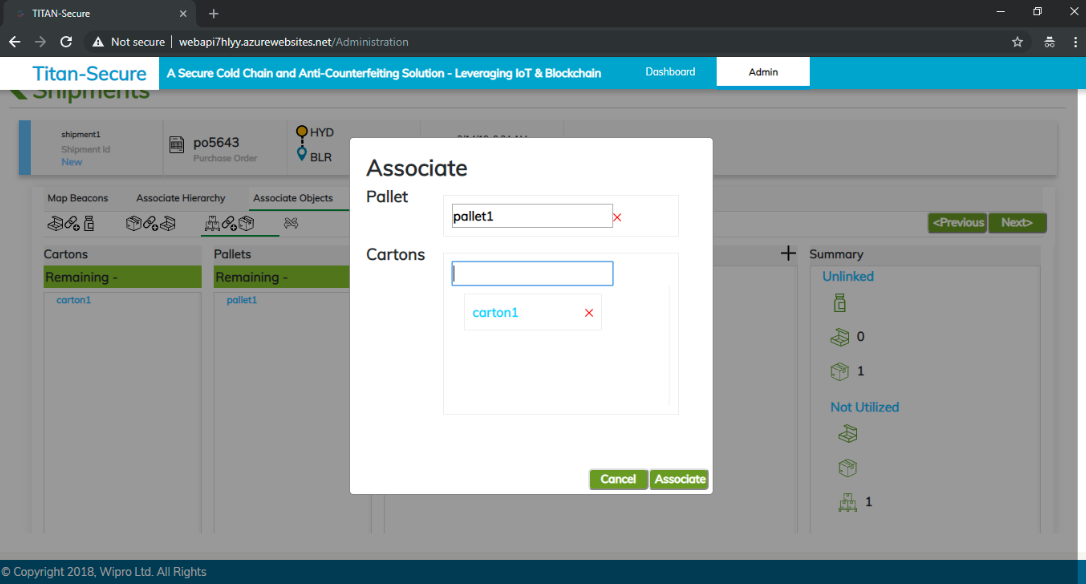 TITAN-Secure
Not secure | webapi7hlyy.azurewebsites.net/Administration
Titan-Secure
A Secure Cold Chain and Anti-Counterfeiting Solution - Leveraging IoT & Blockchain
Dashboard
Admin
Shipments
shipment1
Shipment Id
New
po5643
Purchase Order
HYD
BLR
Map Beacons
Associate Hierarchy
Associate Objects
<Previous
Next>
Cartons
Remaining -
carton1
Pallets
Remaining -
pallet1
Associate
Pallet
pallet1
Cartons
carton1
Cancel
Associate
Summary
Unlinked
0
1
Not Utilized
1
© Copyright 2018, Wipro Ltd. All Rights